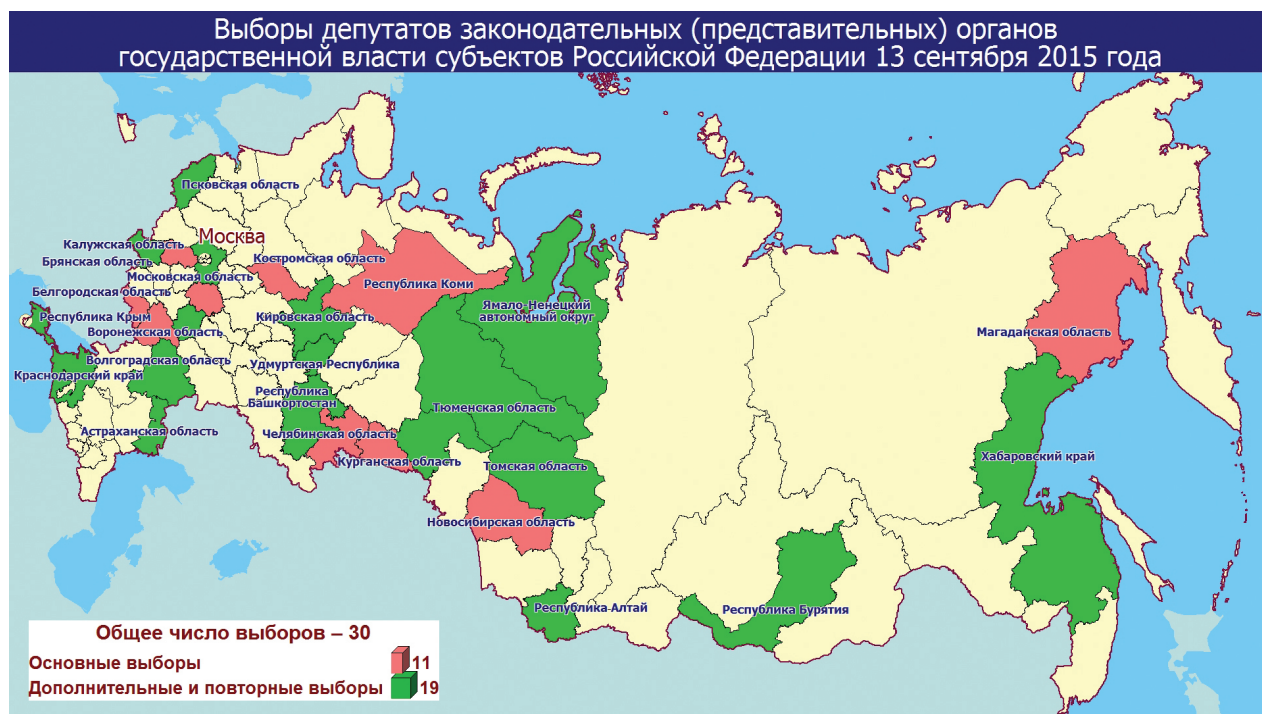 Выборы депутатов законодательных (представительных) органов
государственной власти субъектов Российской Федерации 13 сентября 2015 года
Псковская область
Москва
Калужская область
Брянская область
Костромская область
Московская область
Республика Коми
Белгородская область
Ямало-Ненецкий
автономный округ
Республика Крым
Кировская область
Воронежская область
Магаданская область
Волгоградская область
Удмуртская Республика
Краснодарский край
Республика
Башкортостан
Тюменская область
Астраханская область
Челябинская область
Курганская область
Томская область
Хабаровский край
Новосибирская область
Республика Алтай
Республика Бурятия
Общее число выборов – 30
Основные выборы 11
Дополнительные и повторные выборы 19